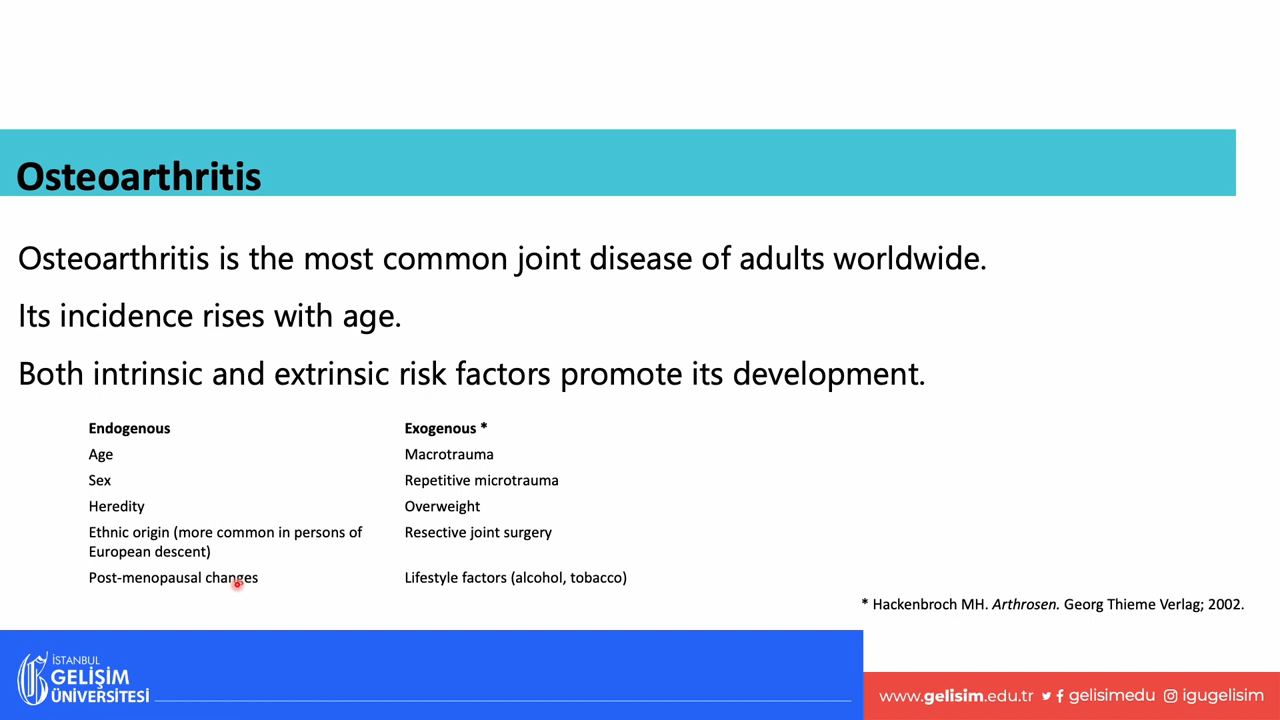 Osteoarthritis
Osteoarthritis is the most common joint disease of adults worldwide.
Its incidence rises with age.
Both intrinsic and extrinsic risk factors promote its development.
Endogenous
Exogenous *
Age
Macrotrauma
Sex
Repetitive microtrauma
Heredity
Overweight
Ethnic origin (more common in persons of
European descent)
Resective joint surgery
Post-menopausal changes
Lifestyle factors (alcohol, tobacco)
* Hackenbroch MH. Arthrosen. Georg Thieme Verlag; 2002.
İSTANBUL
GELİŞİM
ÜNİVERSİTESİ
www.gelisim.edu.tr gelisimedu igugelisim